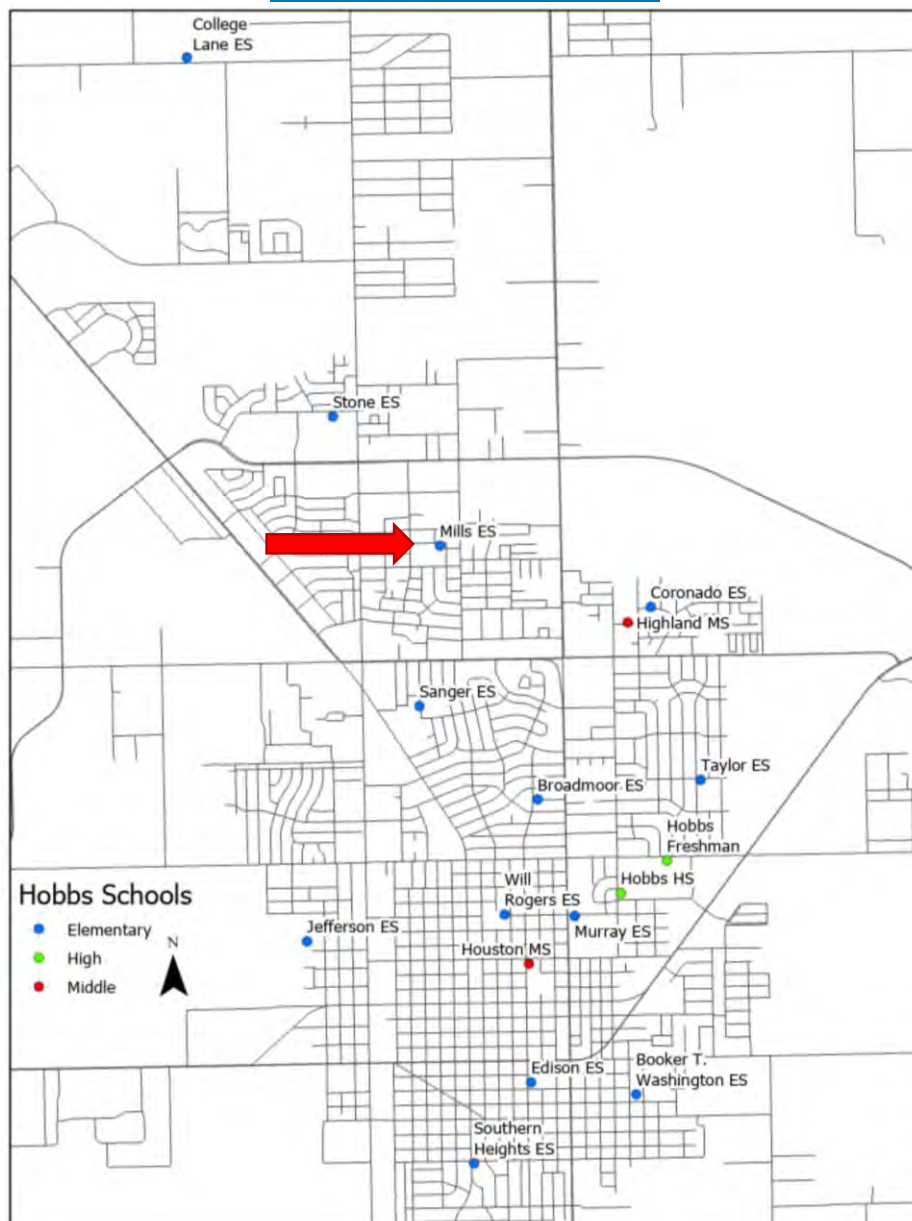 College
Lane ES
Stone ES
Mills ES
Coronado ES
Highland MS
Sanger ES
Taylor ES
Broadmoor ES
Hobbs
Freshman
Hobbs HS
Will
Rogers ES
Murray ES
Hobbs Schools
Elementary
High
Middle
N
Jefferson ES
Houston MS
Edison ES
Booker T.
Washington ES
Southern
Heights ES